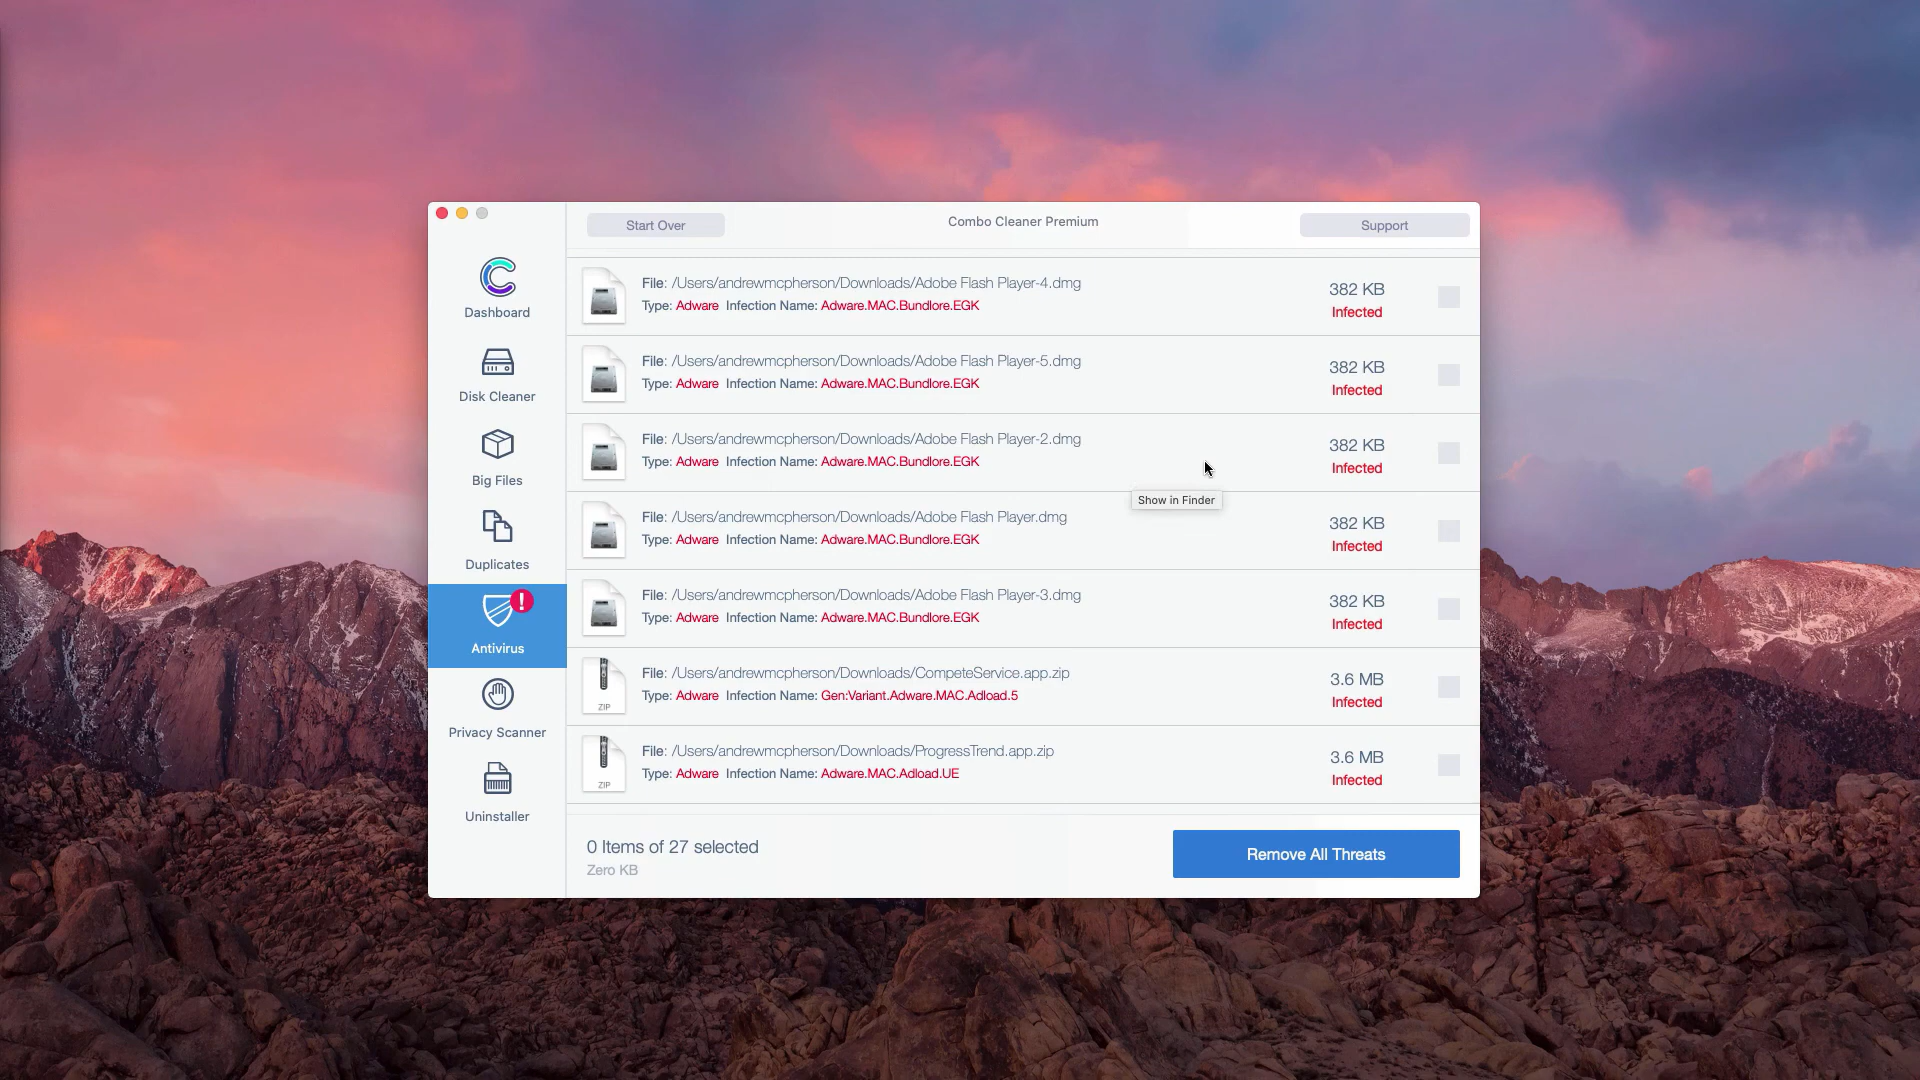 Start Over
Combo Cleaner Premium
Support
Dashboard
Disk Cleaner
Big Files
Duplicates
!
Antivirus
Privacy Scanner
Uninstaller
File: /Users/andrewmcpherson/Downloads/Adobe Flash Player-4.dmg
Type: Adware Infection Name: Adware.MAC.Bundlore.EGK
382 KB
Infected
File: /Users/andrewmcpherson/Downloads/Adobe Flash Player-5.dmg
Type: Adware Infection Name: Adware.MAC.Bundlore.EGK
382 KB
Infected
File: /Users/andrewmcpherson/Downloads/Adobe Flash Player-2.dmg
Type: Adware Infection Name: Adware.MAC.Bundlore.EGK
382 KB
Infected
Show in Finder
File: /Users/andrewmcpherson/Downloads/Adobe Flash Player.dmg
Type: Adware Infection Name: Adware.MAC.Bundlore.EGK
382 KB
Infected
File: /Users/andrewmcpherson/Downloads/Adobe Flash Player-3.dmg
Type: Adware Infection Name: Adware.MAC.Bundlore.EGK
382 KB
Infected
ZIP
File: /Users/andrewmcpherson/Downloads/CompeteService.app.zip
Type: Adware Infection Name: Gen:Variant.Adware.MAC.Adload.5
3.6 MB
Infected
ZIP
File: /Users/andrewmcpherson/Downloads/ProgressTrend.app.zip
Type: Adware Infection Name: Adware.MAC.Adload.UE
3.6 MB
Infected
0 Items of 27 selected
Zero KB
Remove All Threats